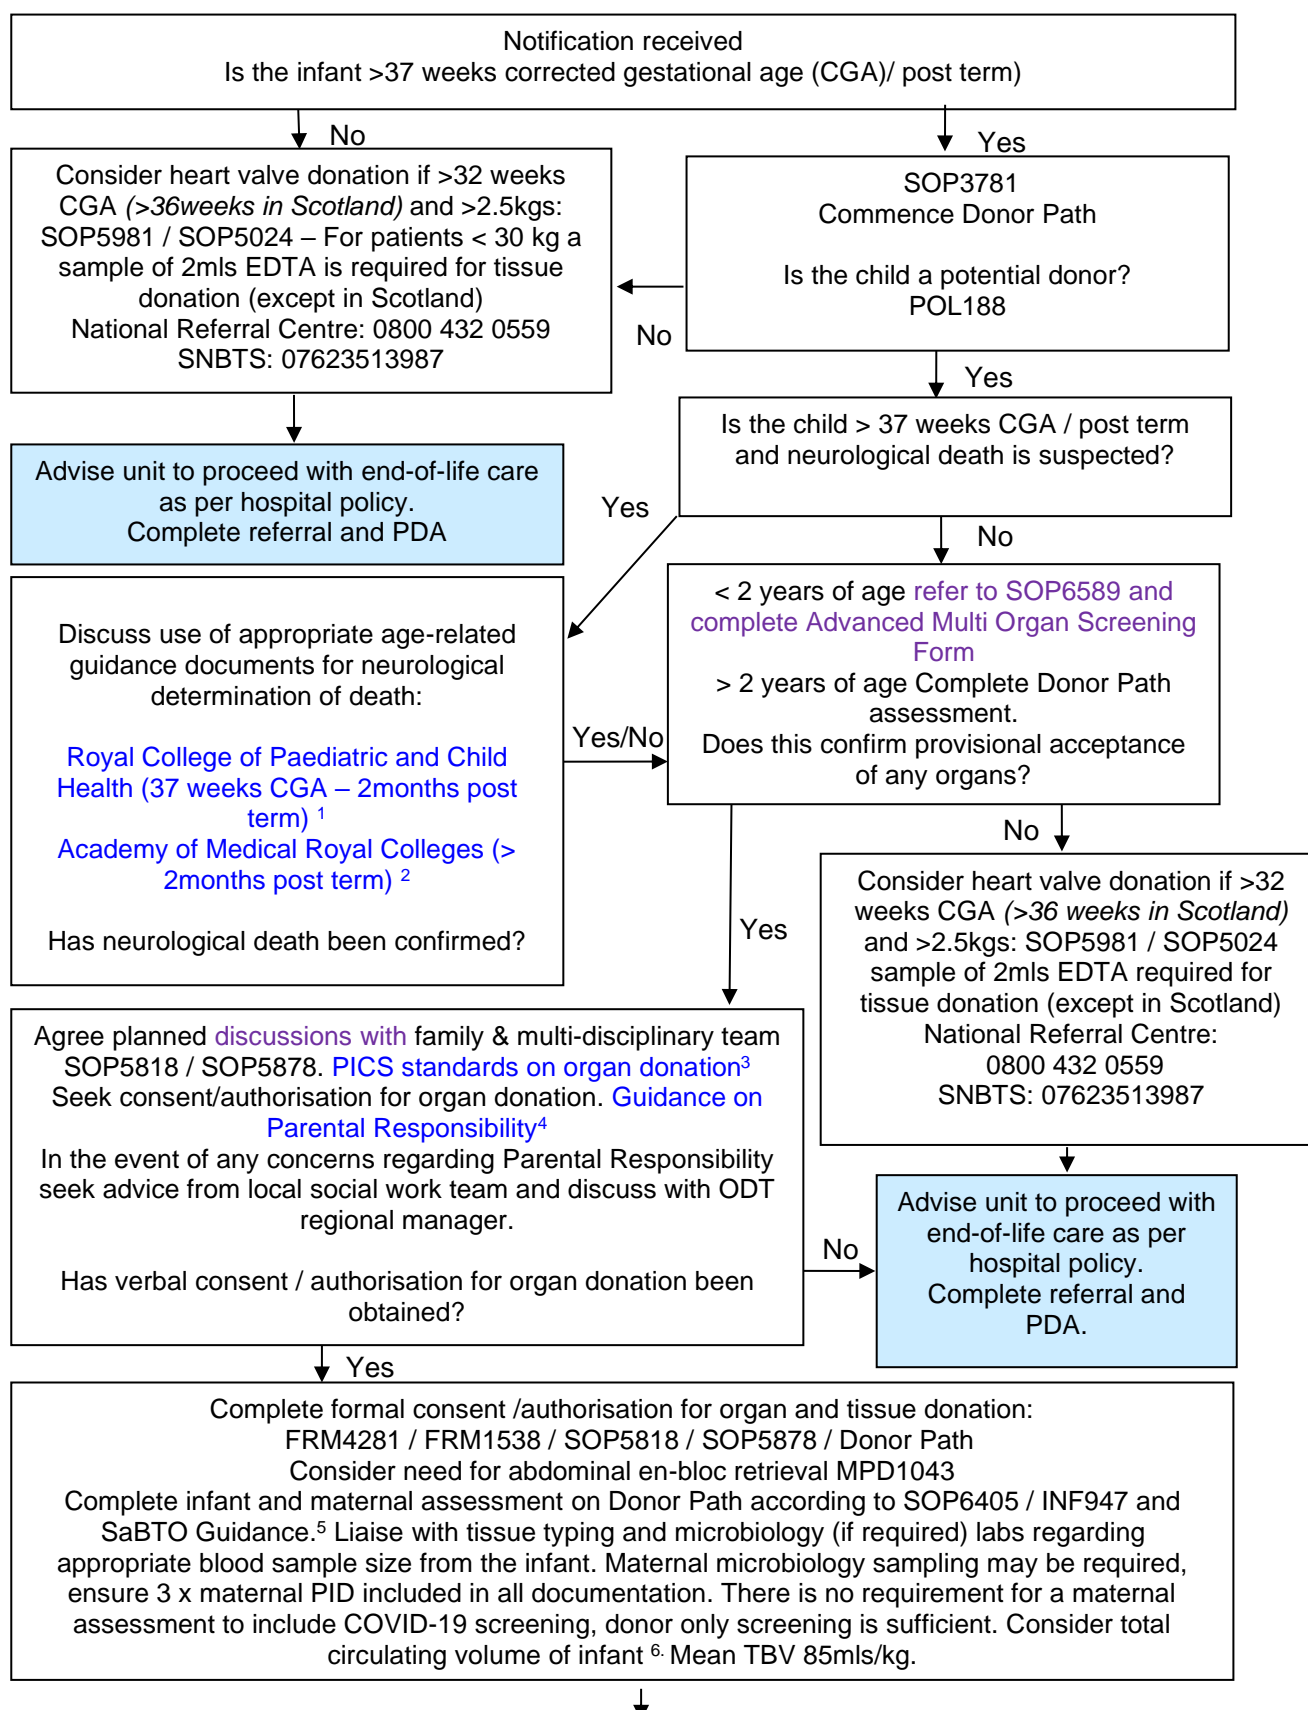 Notification received
Is the infant >37 weeks corrected gestational age (CGA)/ post term)
No
Yes
Consider heart valve donation if >32 weeks
CGA (>36weeks in Scotland) and >2.5kgs:
SOP5981 / SOP5024 – For patients < 30 kg a
sample of 2mls EDTA is required for tissue
donation (except in Scotland)
National Referral Centre: 0800 432 0559
SNBTS: 07623513987
SOP3781
Commence Donor Path
Is the child a potential donor?
POL188
No
Yes
Advise unit to proceed with end-of-life care
as per hospital policy.
Complete referral and PDA
Is the child > 37 weeks CGA / post term
and neurological death is suspected?
Yes
No
Discuss use of appropriate age-related
guidance documents for neurological
determination of death:
Royal College of Paediatric and Child
Health (37 weeks CGA – 2months post
term) 1
Academy of Medical Royal Colleges (>
2months post term) 2
Has neurological death been confirmed?
Yes/No
< 2 years of age refer to SOP6589 and
complete Advanced Multi Organ Screening
Form
> 2 years of age Complete Donor Path
assessment.
Does this confirm provisional acceptance
of any organs?
No
Yes
Consider heart valve donation if >32
weeks CGA (>36 weeks in Scotland)
and >2.5kgs: SOP5981 / SOP5024
sample of 2mls EDTA required for
tissue donation (except in Scotland)
National Referral Centre:
0800 432 0559
SNBTS: 07623513987
Agree planned discussions with family & multi-disciplinary team
SOP5818 / SOP5878. PICS standards on organ donation3
Seek consent/authorisation for organ donation. Guidance on
Parental Responsibility4
In the event of any concerns regarding Parental Responsibility
seek advice from local social work team and discuss with ODT
regional manager.
Has verbal consent / authorisation for organ donation been
obtained?
No
Advise unit to proceed with
end-of-life care as per
hospital policy.
Complete referral and
PDA.
Yes
Complete formal consent /authorisation for organ and tissue donation:
FRM4281 / FRM1538 / SOP5818 / SOP5878 / Donor Path
Consider need for abdominal en-bloc retrieval MPD1043
Complete infant and maternal assessment on Donor Path according to SOP6405 / INF947 and
SaBTO Guidance.5 Liaise with tissue typing and microbiology (if required) labs regarding
appropriate blood sample size from the infant. Maternal microbiology sampling may be required,
ensure 3 x maternal PID included in all documentation. There is no requirement for a maternal
assessment to include COVID-19 screening, donor only screening is sufficient. Consider total
circulating volume of infant 6. Mean TBV 85mls/kg.